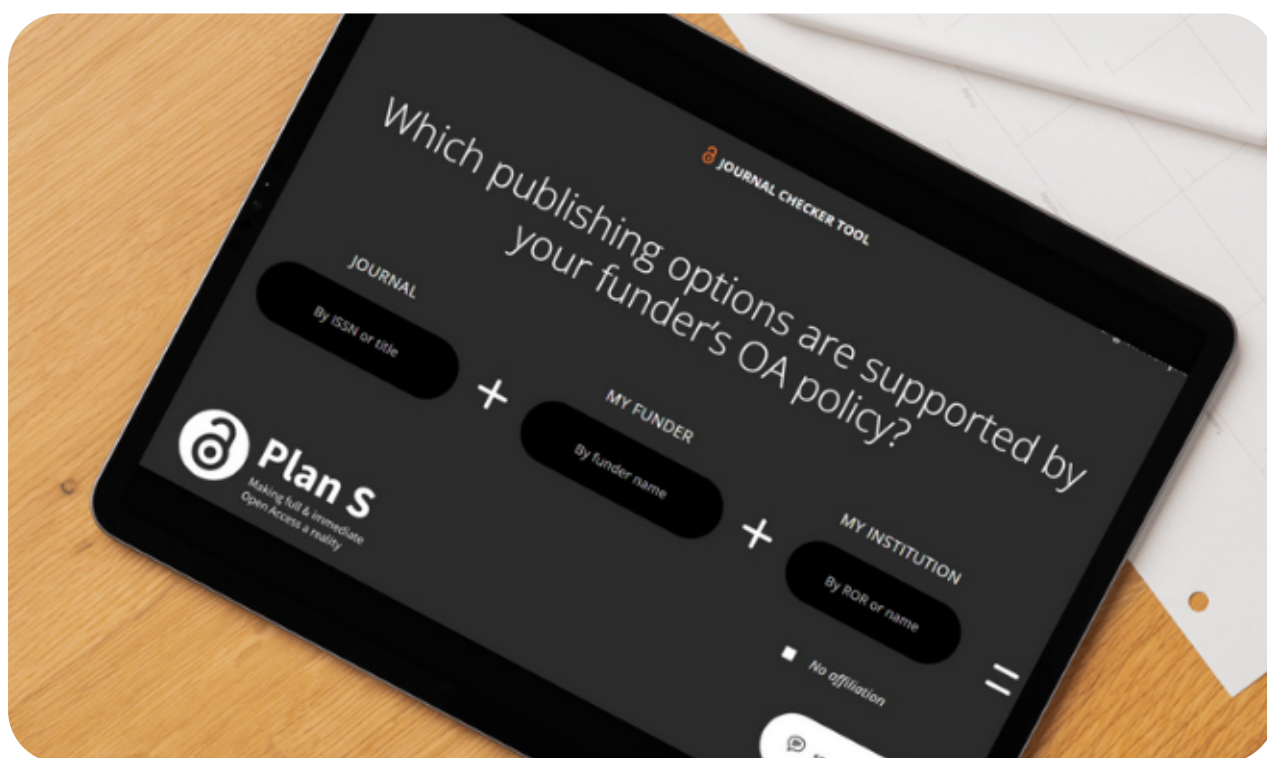 JOURNAL CHECKER TOOL
Which publishing options are supported by
your funder's OA policy?
JOURNAL
By ISSN or title
+
MY FUNDER
By funder name
+
MY INSTITUTION
By ROR or name
=
No affiliation
Plan S
Making full & immediate
Open Access a reality